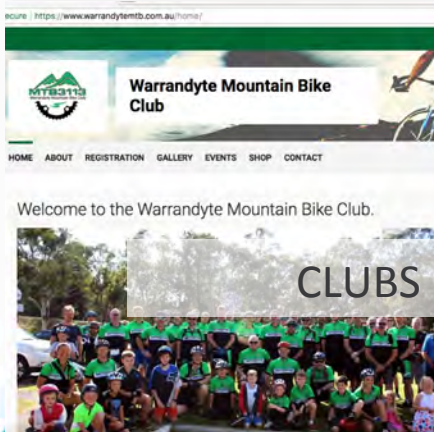 ecure | https://www.warrandytemtb.com.au/home/
MTB3113
Warrandyte Mountain Bike
Club
HOME ABOUT REGISTRATION GALLERY EVENTS SHOP CONTACT
Welcome to the Warrandyte Mountain Bike Club.
CLUBS